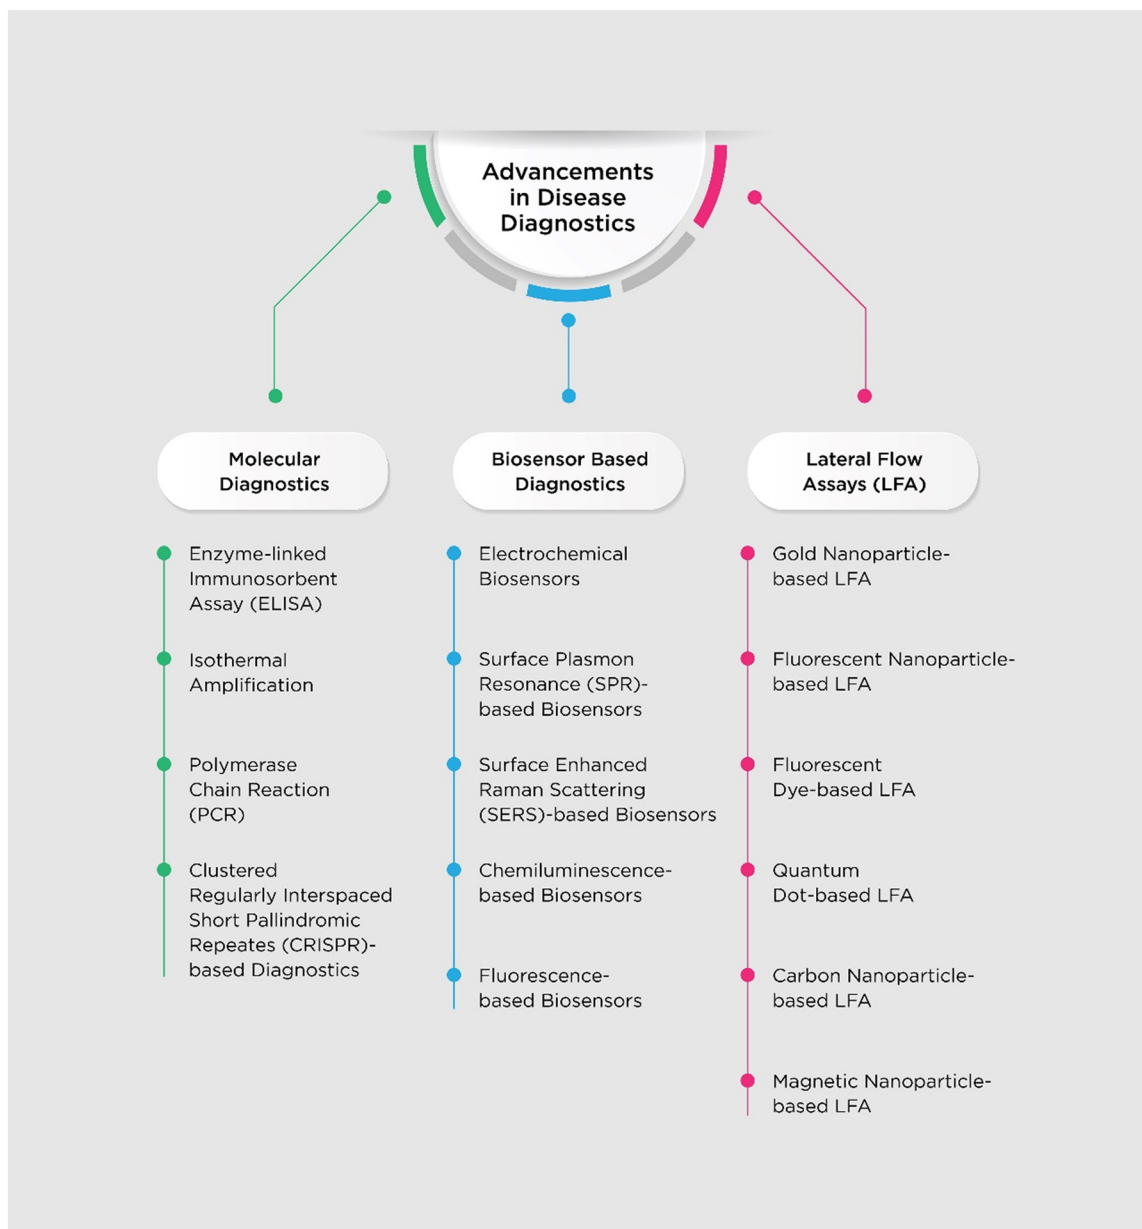 Advancements
in Disease
Diagnostics
Molecular
Diagnostics
Enzyme-linked
Immunosorbent
Assay (ELISA)
Isothermal
Amplification
Polymerase
Chain Reaction
(PCR)
Clustered
Regularly Interspaced
Short Pallindromic
Repeates (CRISPR)-
based Diagnostics
Biosensor Based
Diagnostics
Electrochemical
Biosensors
Surface Plasmon
Resonance (SPR)-
based Biosensors
Surface Enhanced
Raman Scattering
(SERS)-based Biosensors
Chemiluminescence-
based Biosensors
Fluorescence-
based Biosensors
Lateral Flow
Assays (LFA)
Gold Nanoparticle-
based LFA
Fluorescent Nanoparticle-
based LFA
Fluorescent
Dye-based LFA
Quantum
Dot-based LFA
Carbon Nanoparticle-
based LFA
Magnetic Nanoparticle-
based LFA